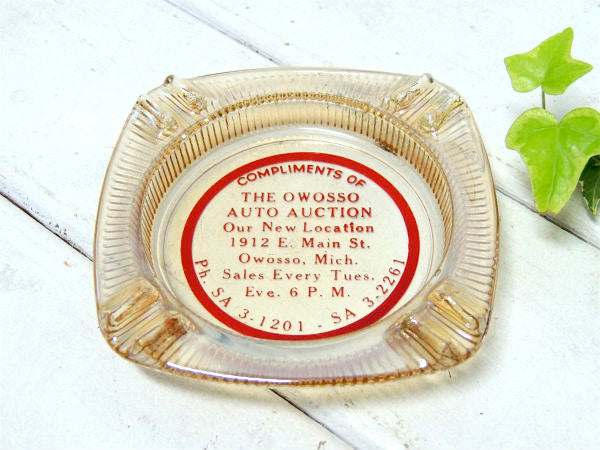 COMPLIMENTS OF
THE OWOSSO
AUTO AUCTION
Our New Location
1912 E. Main St.
Owosso, Mich.
Sales Every Tues.
Eve. 6 P. M.
Ph. SA 3-1201 - SA 3-2261